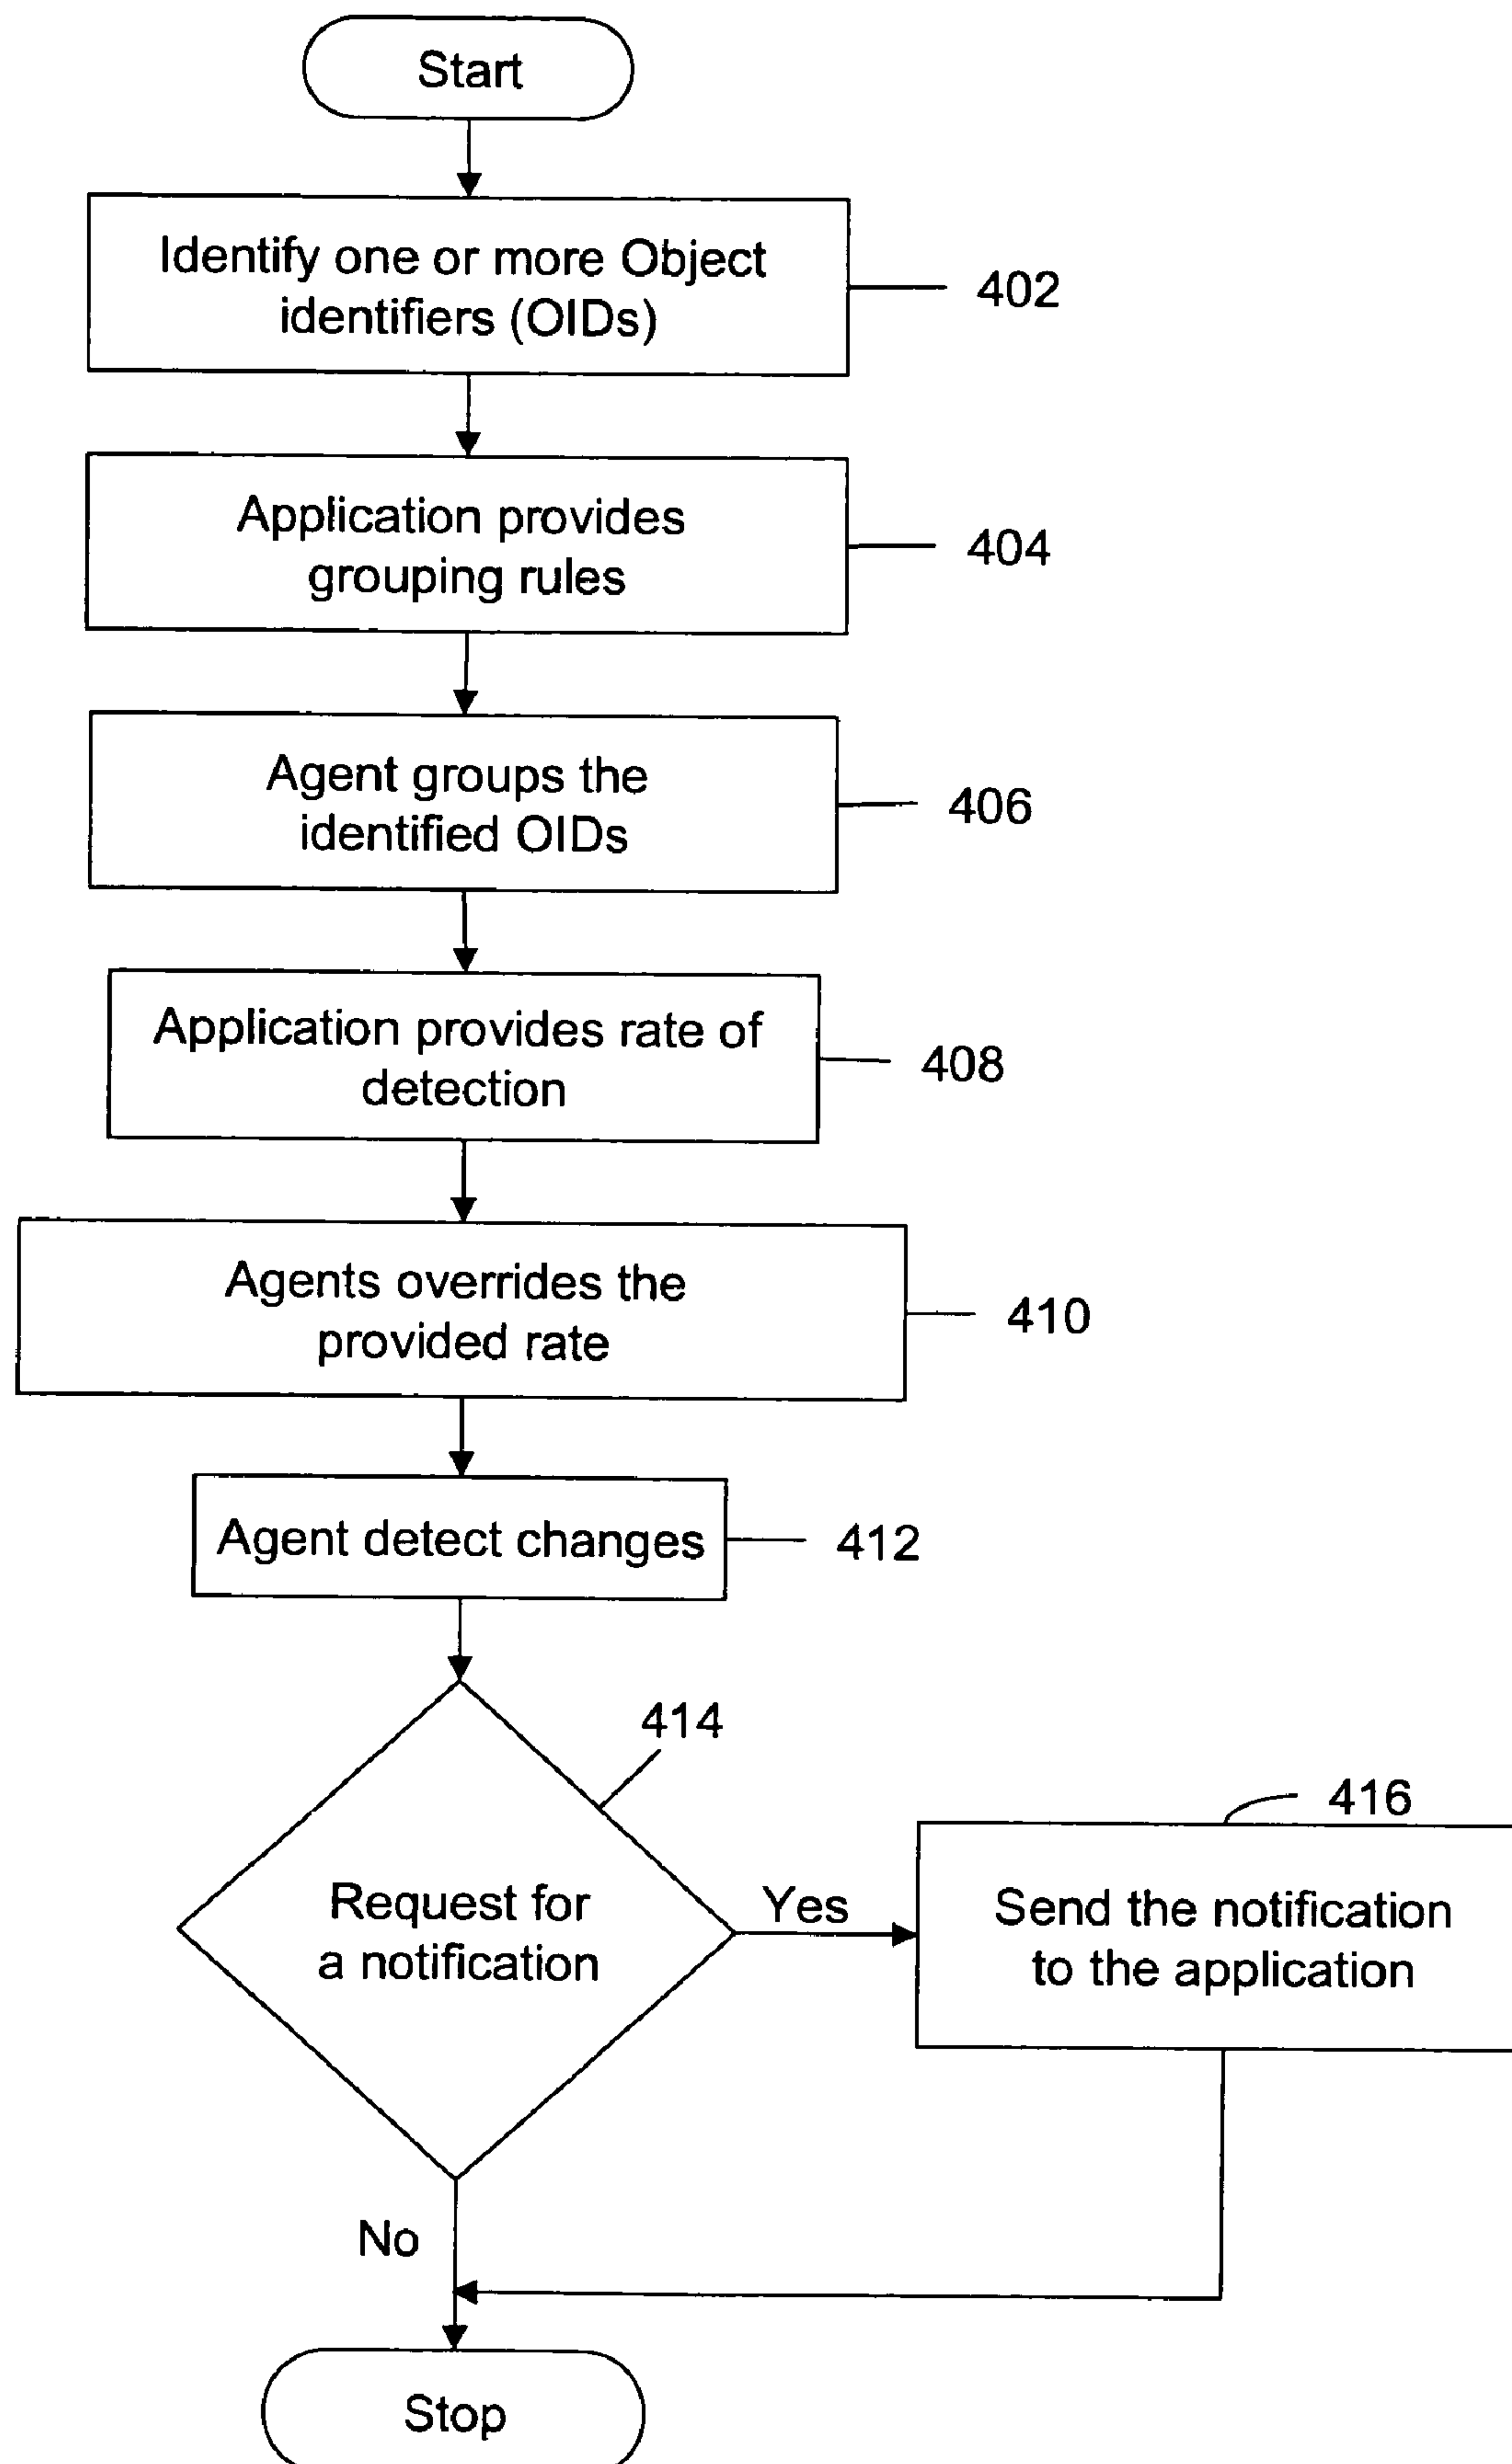 Start
Identify one or more Object
identifiers (OIDs)
402
Application provides
grouping rules
404
Agent groups the
identified OIDs
406
Application provides rate of
detection
408
Agents overrides the
provided rate
410
Agent detect changes
412
414
Request for
a notification
Yes
416
Send the notification
to the application
No
Stop